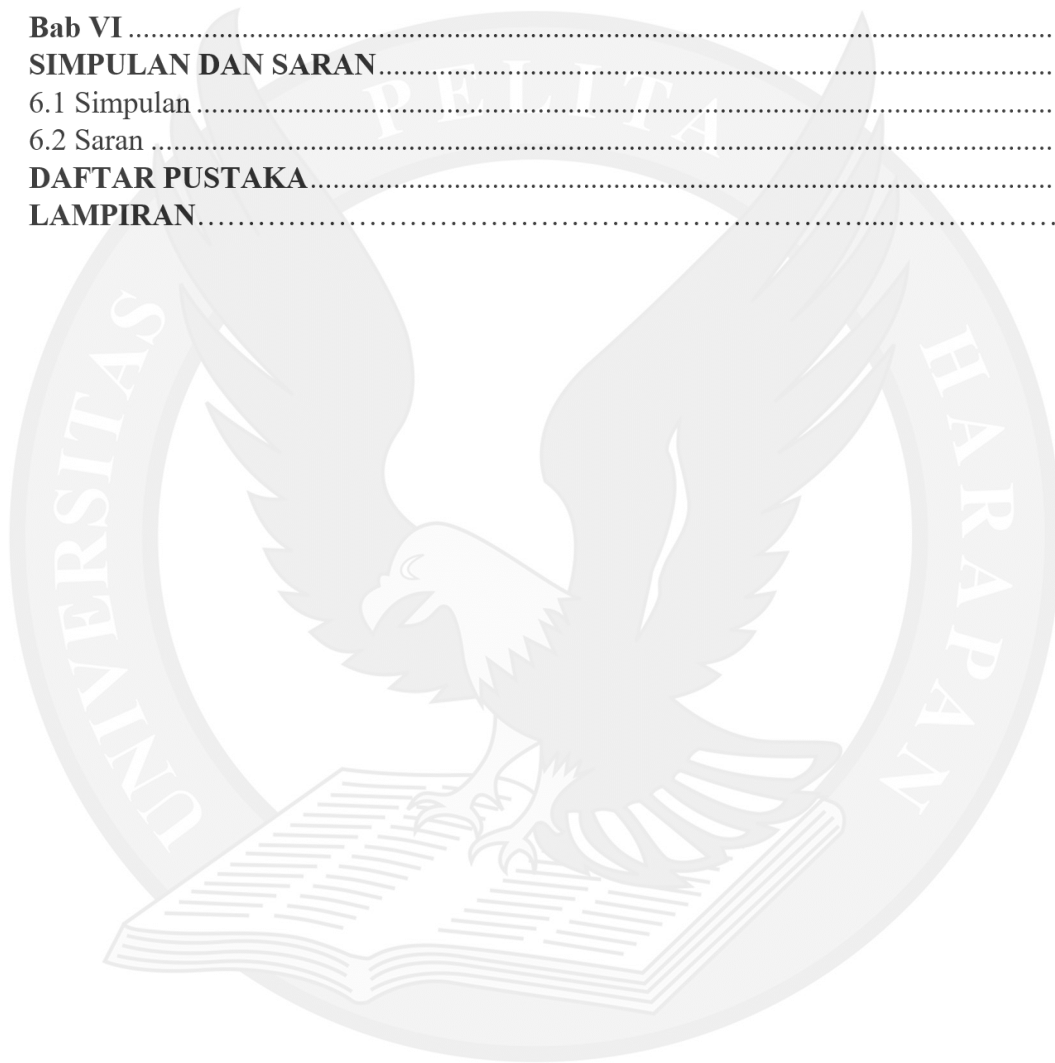 Bab VI ........................................................................................................................
SIMPULAN DAN SARAN........................................................................................
6.1 Simpulan ...............................................................................................................
6.2 Saran .....................................................................................................................
DAFTAR PUSTAKA.................................................................................................
LAMPIRAN……………………………………………………………..………………
UNIVERSITAS PELITA HARAPAN